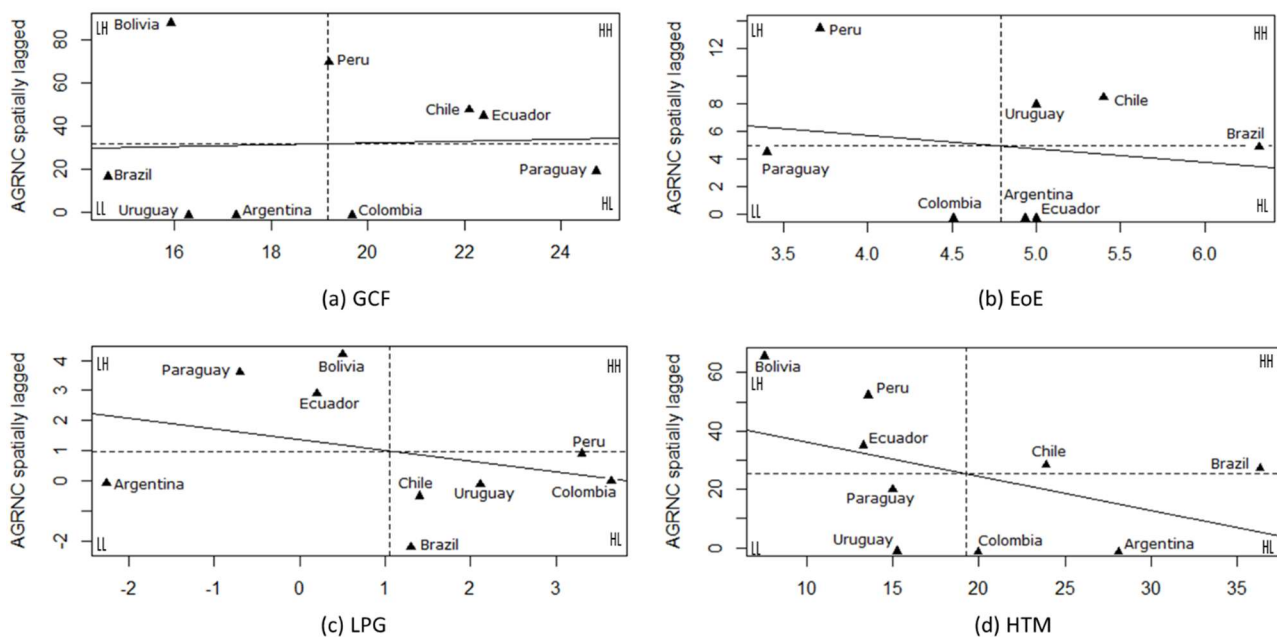 AGRNC spatially lagged
80
60
40
20
0
LH
HH
Bolivia
Peru
Chile
Ecuador
Brazil
Paraguay
LL
Uruguay
Argentina
Colombia
HL
16 18 20 22 24
(a) GCF
AGRNC spatially lagged
12
8
6
4
2
0
LH
HH
Peru
Uruguay
Chile
Brazil
Paraguay
Argentina
Colombia
Ecuador
LL
HL
3.5 4.0 4.5 5.0 5.5 6.0
(b) EoE
AGRNC spatially lagged
4
3
2
1
0
-2
LH
HH
Bolivia
Paraguay
Ecuador
Peru
Argentina
Chile
Uruguay
Colombia
Brazil
LL
HL
-2 -1 0 1 2 3
(c) LPG
AGRNC spatially lagged
60
40
20
0
Bolivia
HH
LH
Peru
Ecuador
Chile
Brazil
Paraguay
Uruguay
Colombia
Argentina
LL
HL
10 15 20 25 30 35
(d) HTM